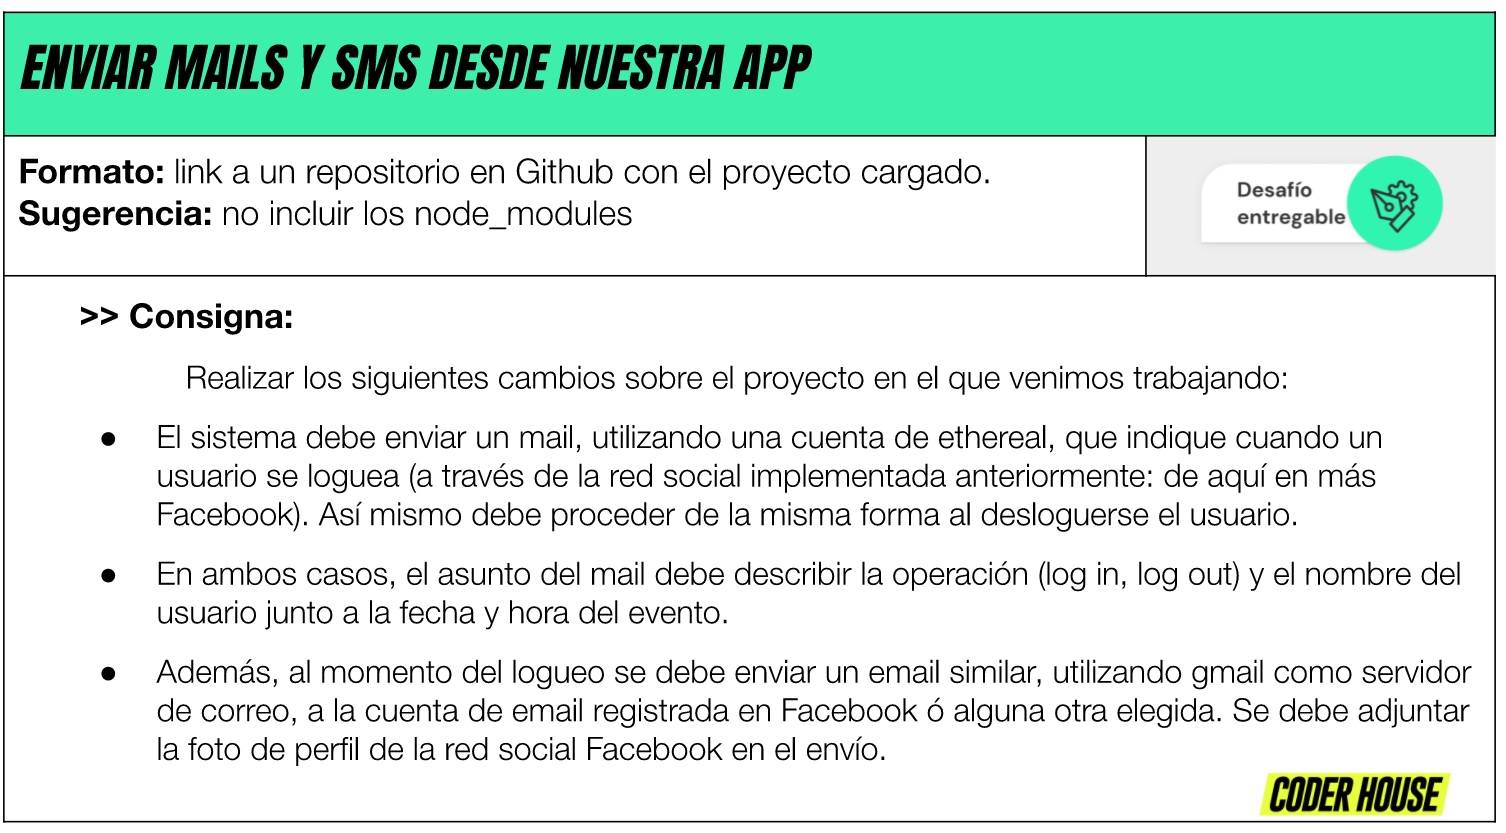 ENVIAR MAILS Y SMS DESDE NUESTRA APP
Formato: link a un repositorio en Github con el proyecto cargado.
Sugerencia: no incluir los node_modules
Desafío
entregable
>> Consigna:
Realizar los siguientes cambios sobre el proyecto en el que venimos trabajando:
● El sistema debe enviar un mail, utilizando una cuenta de ethereal, que indique cuando un
usuario se loguea (a través de la red social implementada anteriormente: de aquí en más
Facebook). Así mismo debe proceder de la misma forma al desloguerse el usuario.
● En ambos casos, el asunto del mail debe describir la operación (log in, log out) y el nombre del
usuario junto a la fecha y hora del evento.
● Además, al momento del logueo se debe enviar un email similar, utilizando gmail como servidor
de correo, a la cuenta de email registrada en Facebook ó alguna otra elegida. Se debe adjuntar
la foto de perfil de la red social Facebook en el envío.
CODER HOUSE